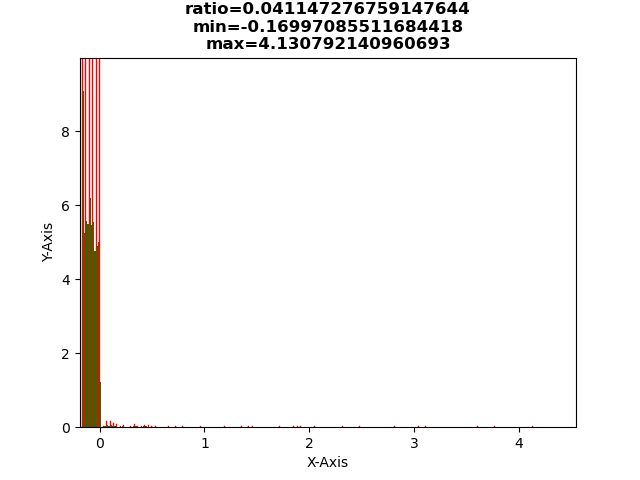 ratio=0.041147276759147644
min=-0.16997085511684418
max=4.130792140960693
8
6
4
2
0
Y-Axis
0 1 2 3 4
X-Axis